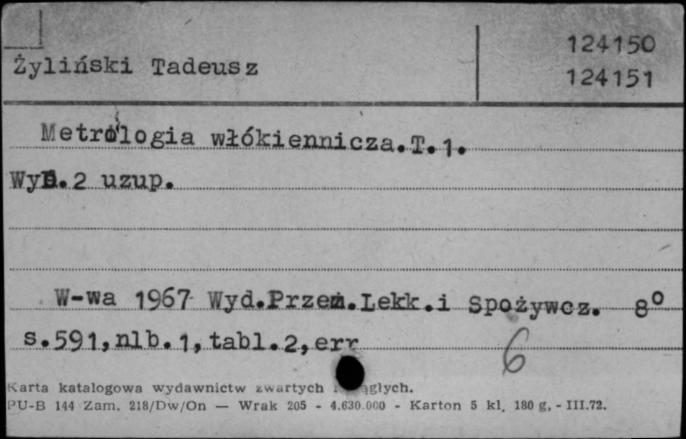 124150
Żyliński Tadeusz
124151
Metrologia włókiennicza.T.1.
Wyd.2 uzup.
W-wa 1967 Wyd.Przem.Lekk.i Spożywcz. 8°
s.591,nlb.1,tabl.2,err
6
Karta katalogowa wydawnictw zwartych i ciągłych.
PU-B 144 Zam. 218/Dw/On — Wrak 205 - 4.630.000 - Karton 5 kl. 180 g, - III.72.